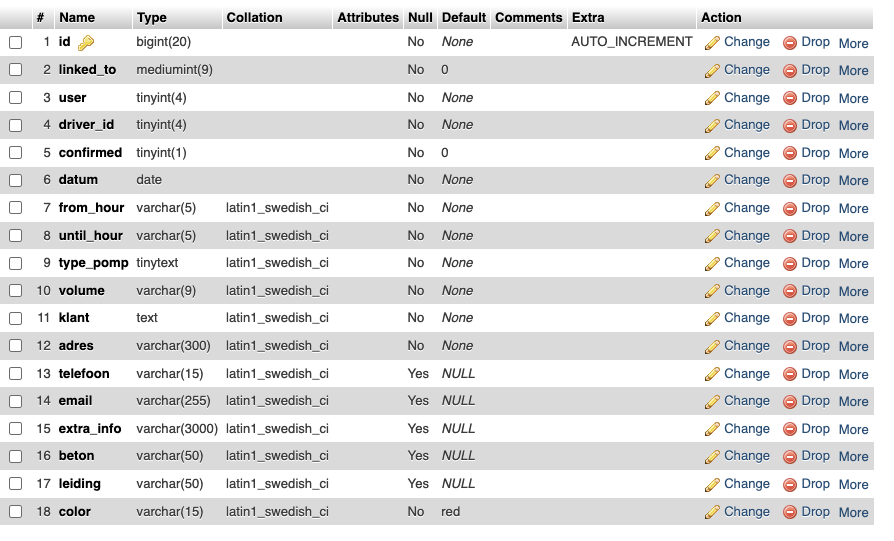 # Name Type Collation Attributes Null Default Comments Extra Action
1 id bigint(20) No None AUTO_INCREMENT Change Drop More
2 linked_to mediumint(9) No 0 Change Drop More
3 user tinyint(4) No None Change Drop More
4 driver_id tinyint(4) No None Change Drop More
5 confirmed tinyint(1) No 0 Change Drop More
6 datum date No None Change Drop More
7 from_hour varchar(5) latin1_swedish_ci No None Change Drop More
8 until_hour varchar(5) latin1_swedish_ci No None Change Drop More
9 type_pomp tinytext latin1_swedish_ci No None Change Drop More
10 volume varchar(9) latin1_swedish_ci No None Change Drop More
11 klant text latin1_swedish_ci No None Change Drop More
12 adres varchar(300) latin1_swedish_ci No None Change Drop More
13 telefoon varchar(15) latin1_swedish_ci Yes NULL Change Drop More
14 email varchar(255) latin1_swedish_ci Yes NULL Change Drop More
15 extra_info varchar(3000) latin1_swedish_ci Yes NULL Change Drop More
16 beton varchar(50) latin1_swedish_ci Yes NULL Change Drop More
17 leiding varchar(50) latin1_swedish_ci Yes NULL Change Drop More
18 color varchar(15) latin1_swedish_ci No red Change Drop More